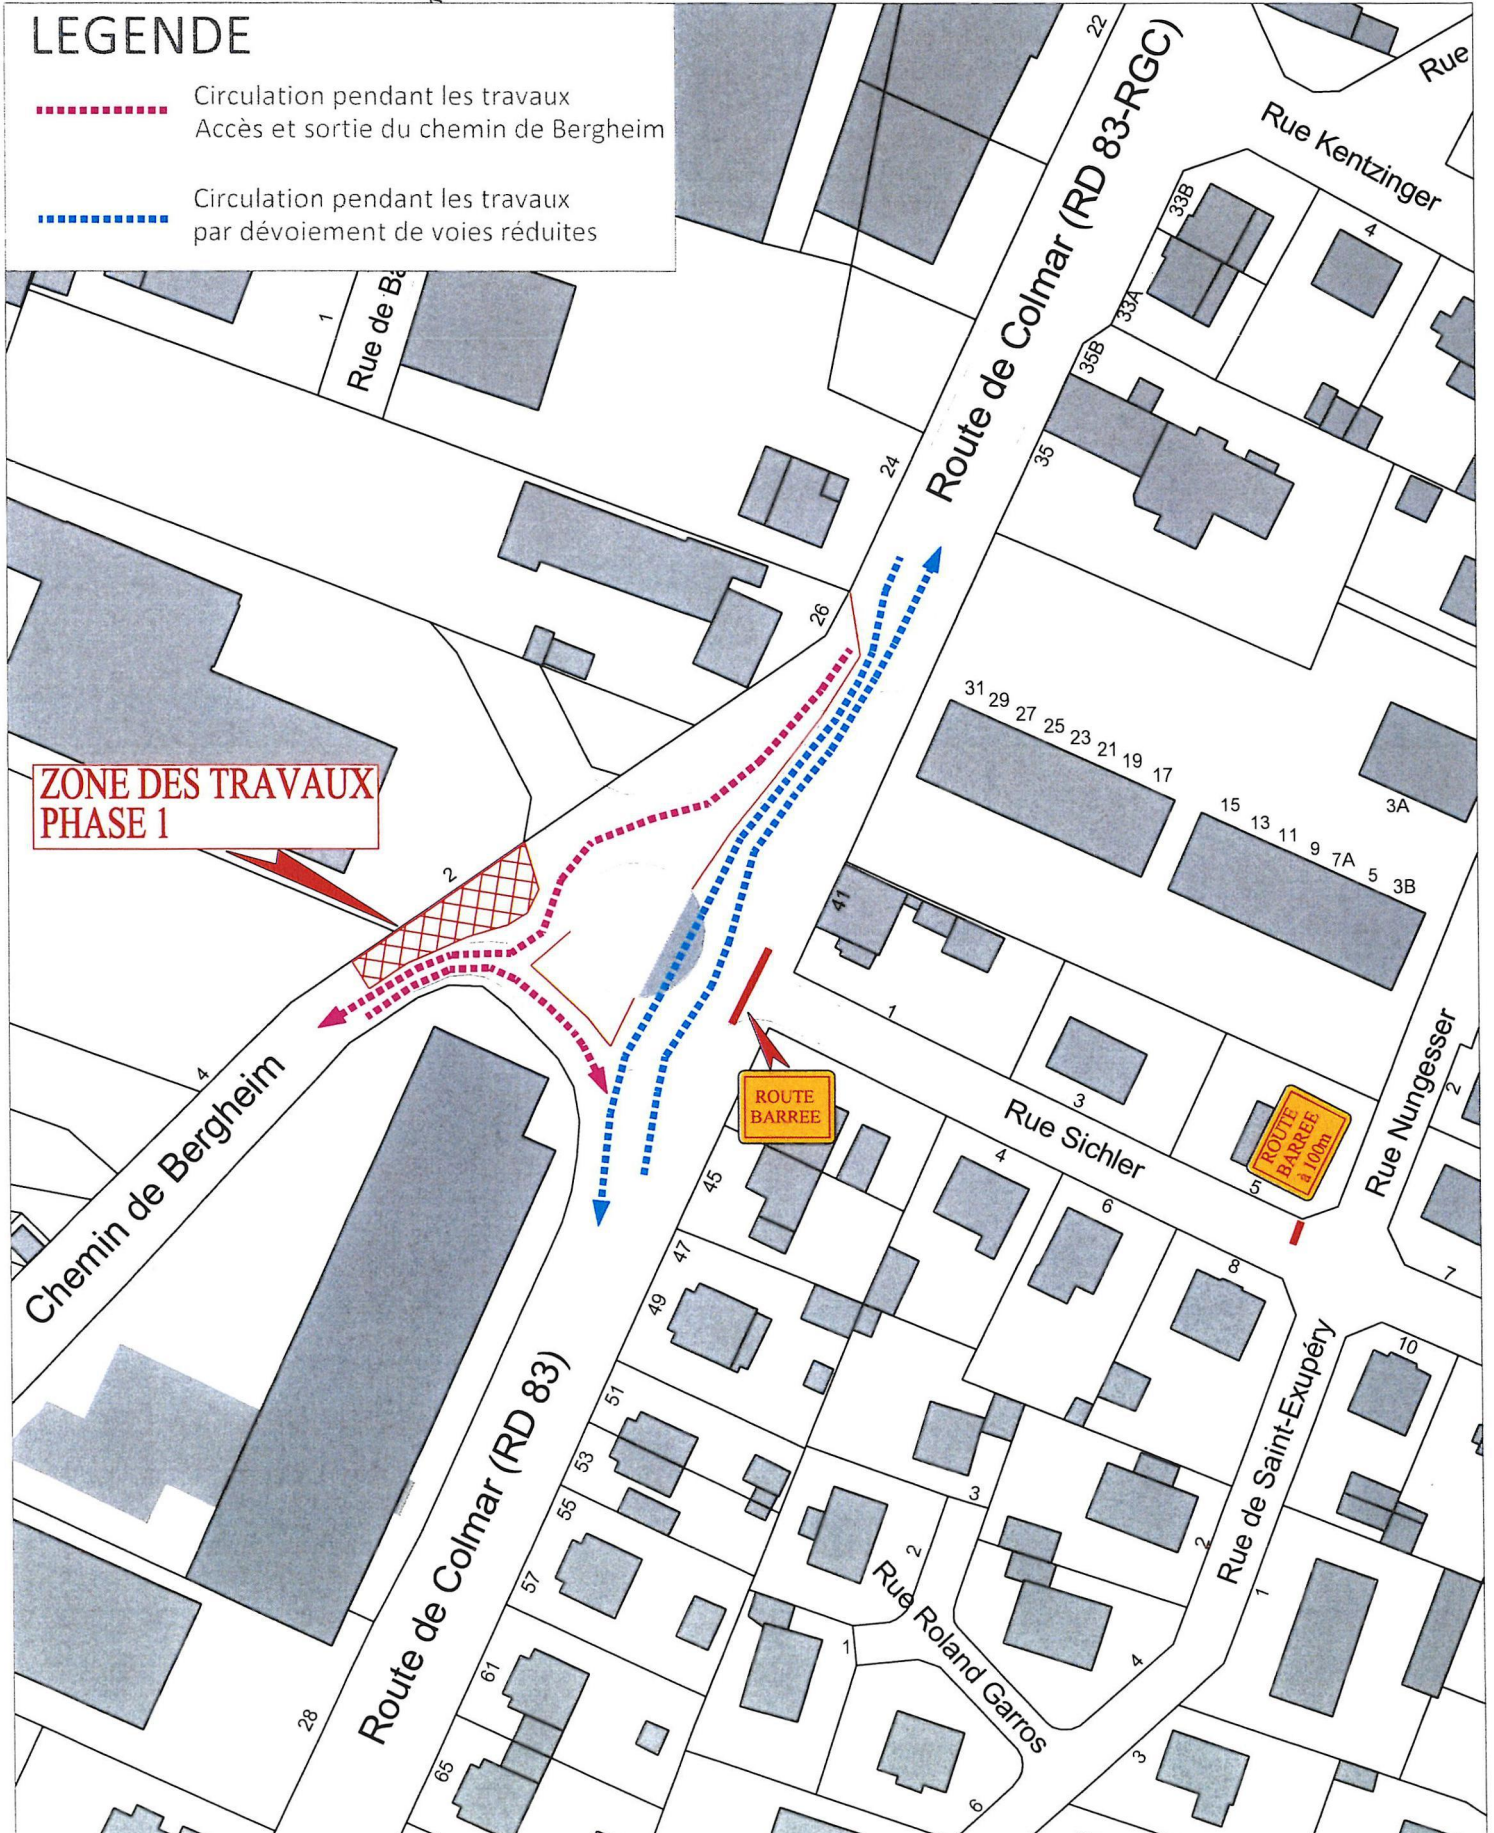 LEGENDE
Circulation pendant les travaux
Accès et sortie du chemin de Bergheim
Circulation pendant les travaux
par dévoiement de voies réduites
22
Route de Colmar (RD 83-RGC)
Rue
Rue Kentzinger
33B
4
33A
35B
1
Rue de Ba
24
35
26
31
29
27
25
23
21
19
17
15
13
11
9
7A
5
3B
3A
ZONE DES TRAVAUX
PHASE 1
2
41
1
3
Rue Sichler
5
Rue Nungesser
2
7
ROUTE
BARREE
ROUTE
BARREE
à 100m
4
Chemin de Bergheim
45
4
6
8
47
49
10
51
53
55
57
61
65
3
2
2
Rue de Saint-Exupéry
1
Route de Colmar (RD 83)
28
Rue Roland Garros
1
4
6
3